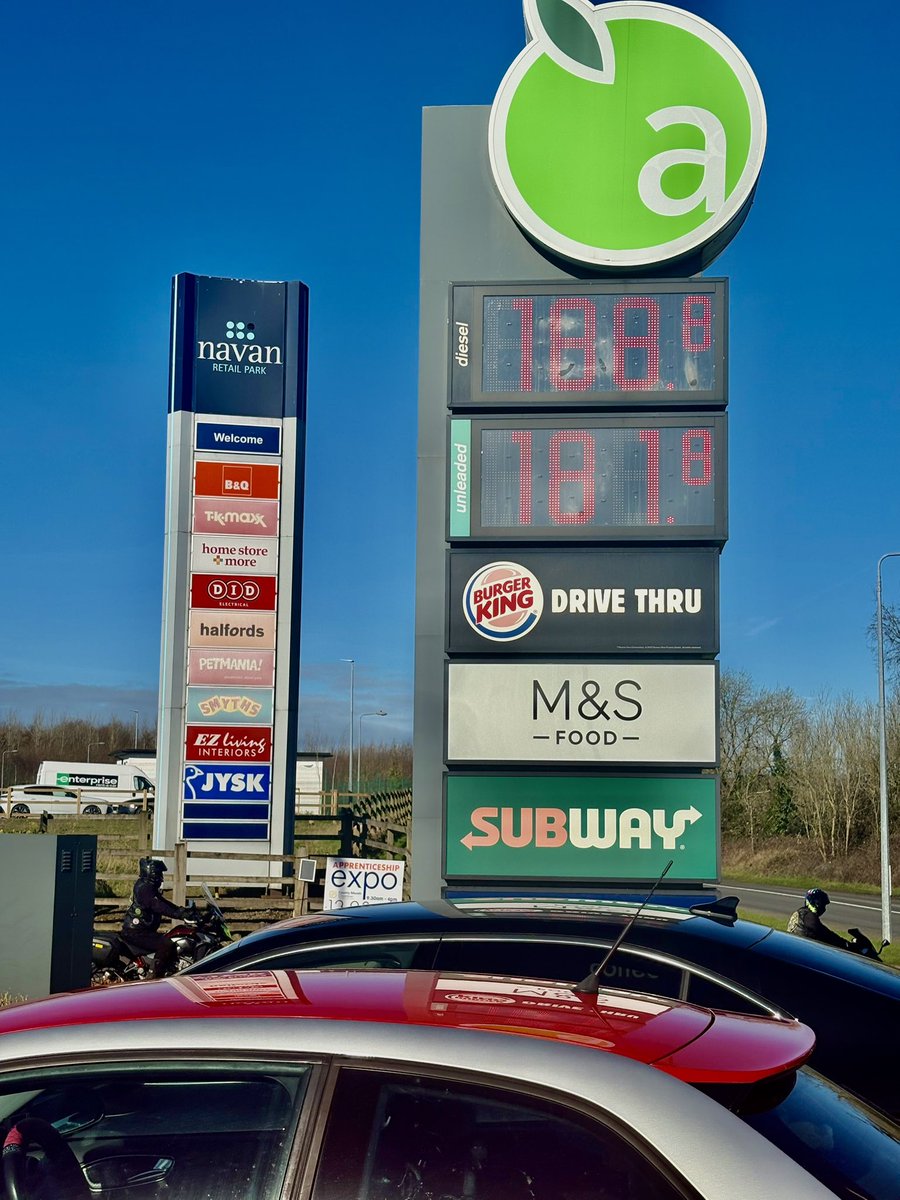 a
diesel
188.8
unleaded
181.8
BURGER KING DRIVE THRU
M&S
FOOD
SUBWAY
navan
RETAIL PARK
Welcome
B&Q
T.K.maxx
home store
+more
DID
ELECTRICAL
halfords
PETMANIA!
SMYTHS
EZ living
INTERIORS
JYSK
enterprise
APPRENTICESHIP
expo